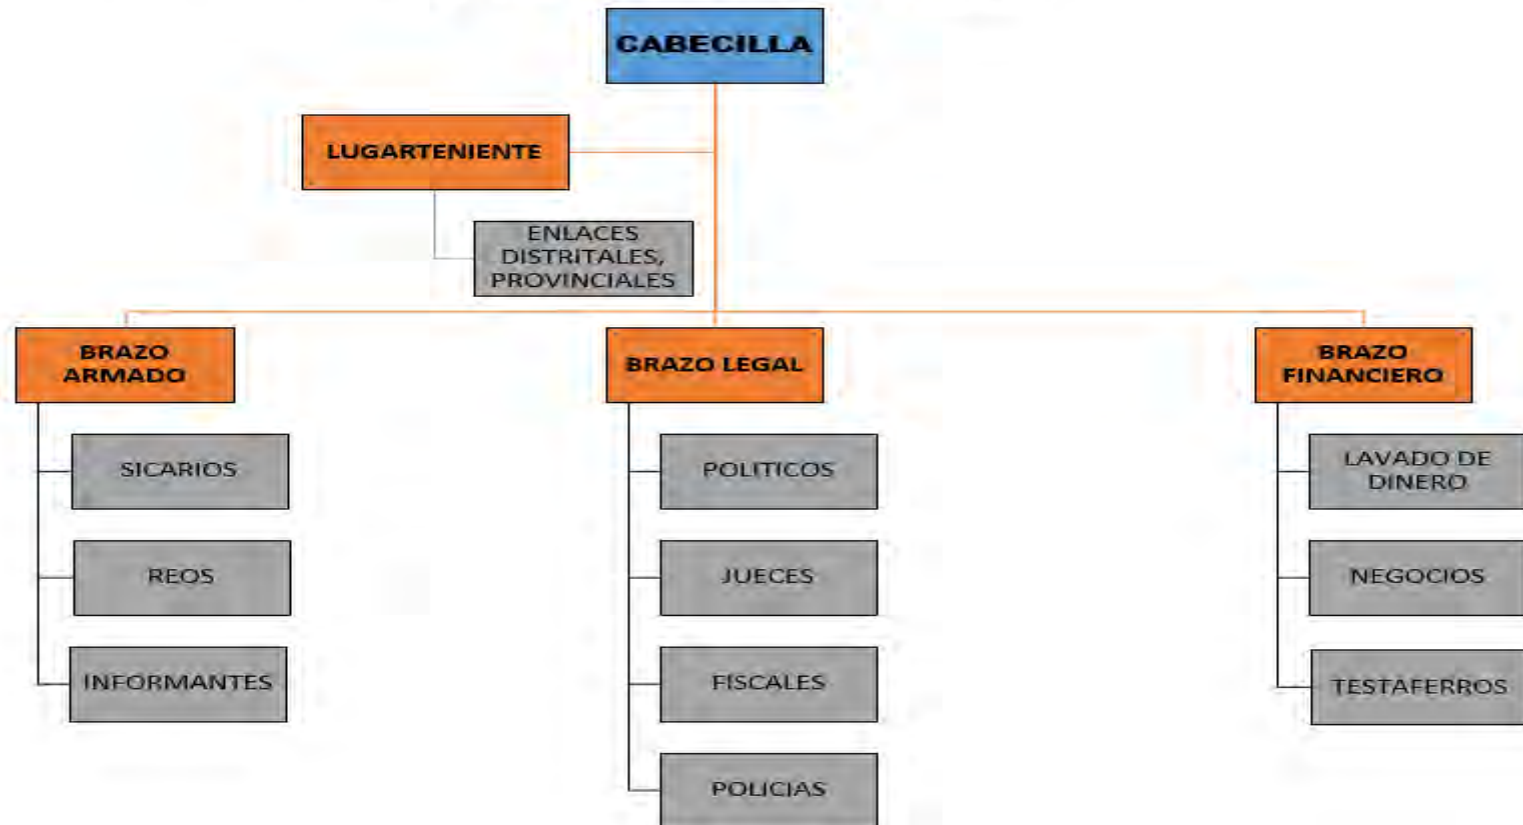 CABECILLA
LUGARTENIENTE
ENLACES
DISTRITALES,
PROVINCIALES
BRAZO
ARMADO
SICARIOS
REOS
INFORMANTES
BRAZO LEGAL
POLITICOS
JUECES
FISCALES
POLICIAS
BRAZO
FINANCIERO
LAVADO DE
DINERO
NEGOCIOS
TESTAFERROS